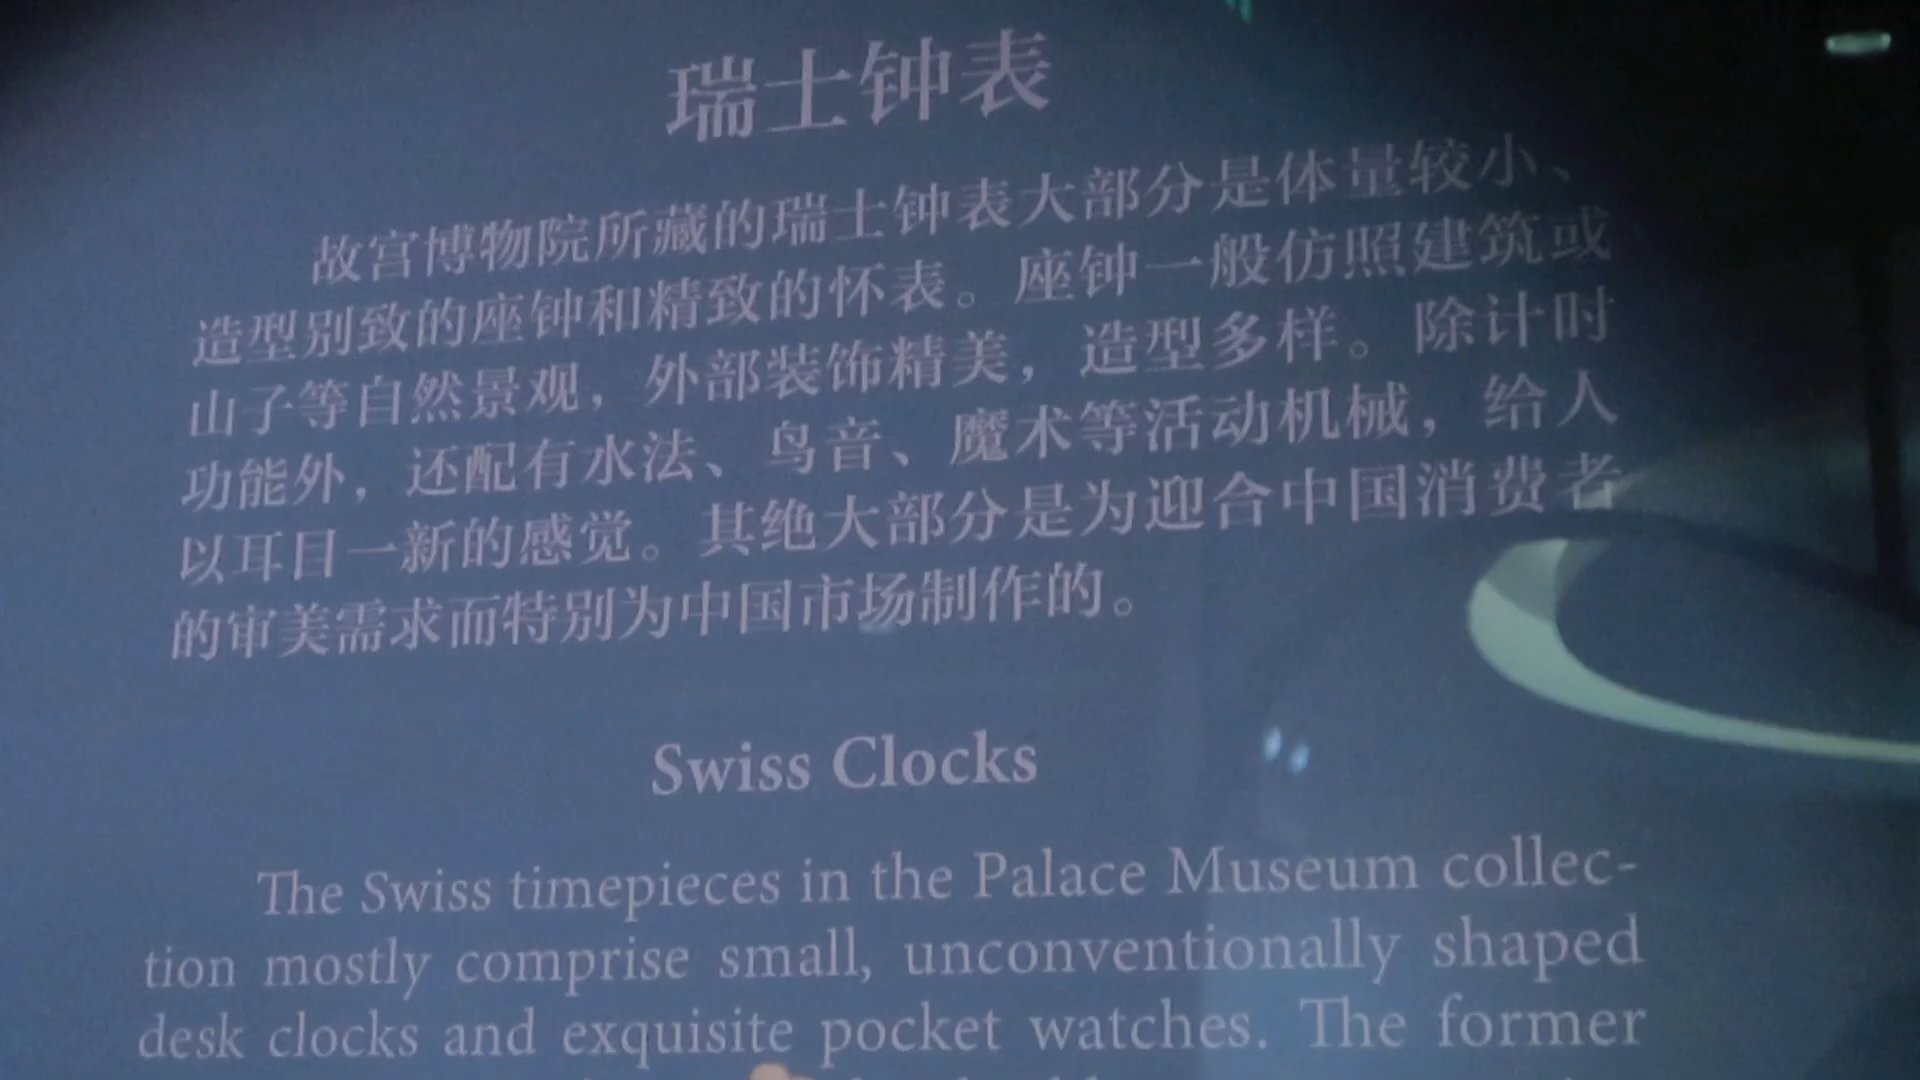 瑞士钟表
故宫博物院所藏的瑞士钟表大部分是体量较小、
造型别致的座钟和精致的怀表。座钟一般仿照建筑或
山子等自然景观，外部装饰精美，造型多样。除计时
功能外，还配有水法、鸟音、魔术等活动机械，给人
以耳目一新的感觉。其绝大部分是为迎合中国消费者
的审美需求而特别为中国市场制作的。
Swiss Clocks
The Swiss timepieces in the Palace Museum collec-
tion mostly comprise small, unconventionally shaped
desk clocks and exquisite pocket watches. The former